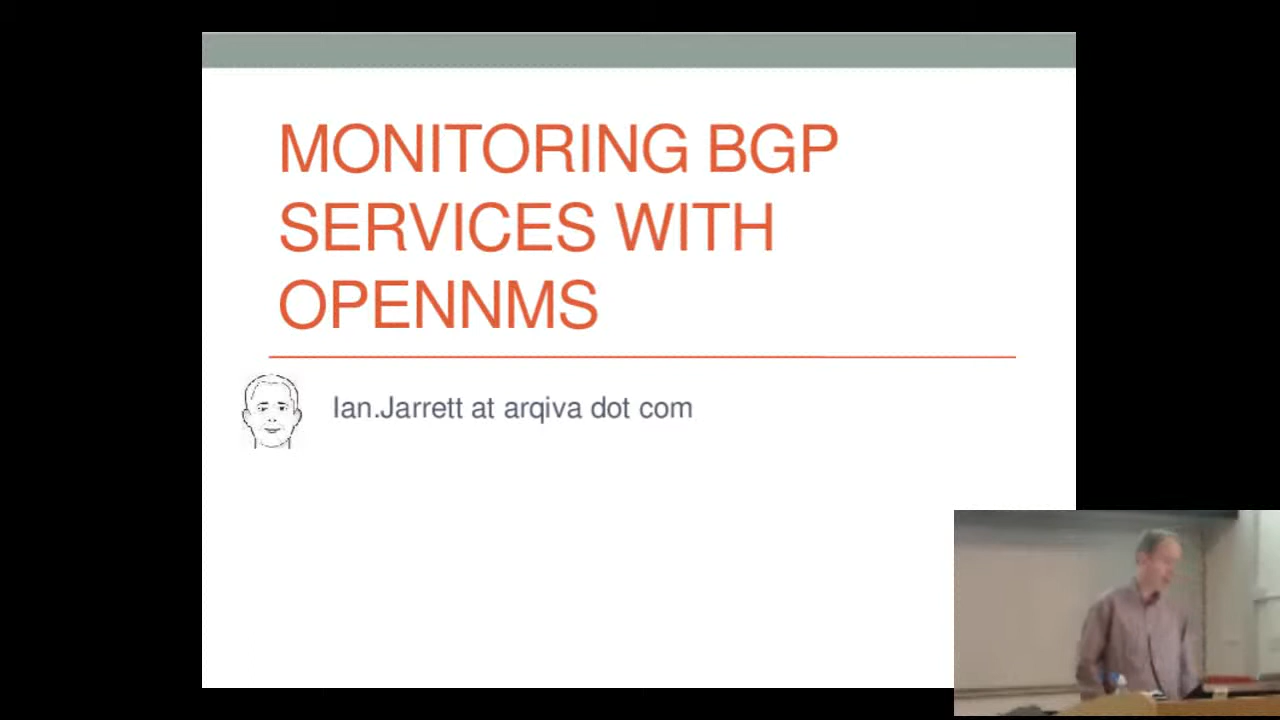 MONITORING BGP
SERVICES WITH
OPENNMS
Ian.Jarrett at arqiva dot com